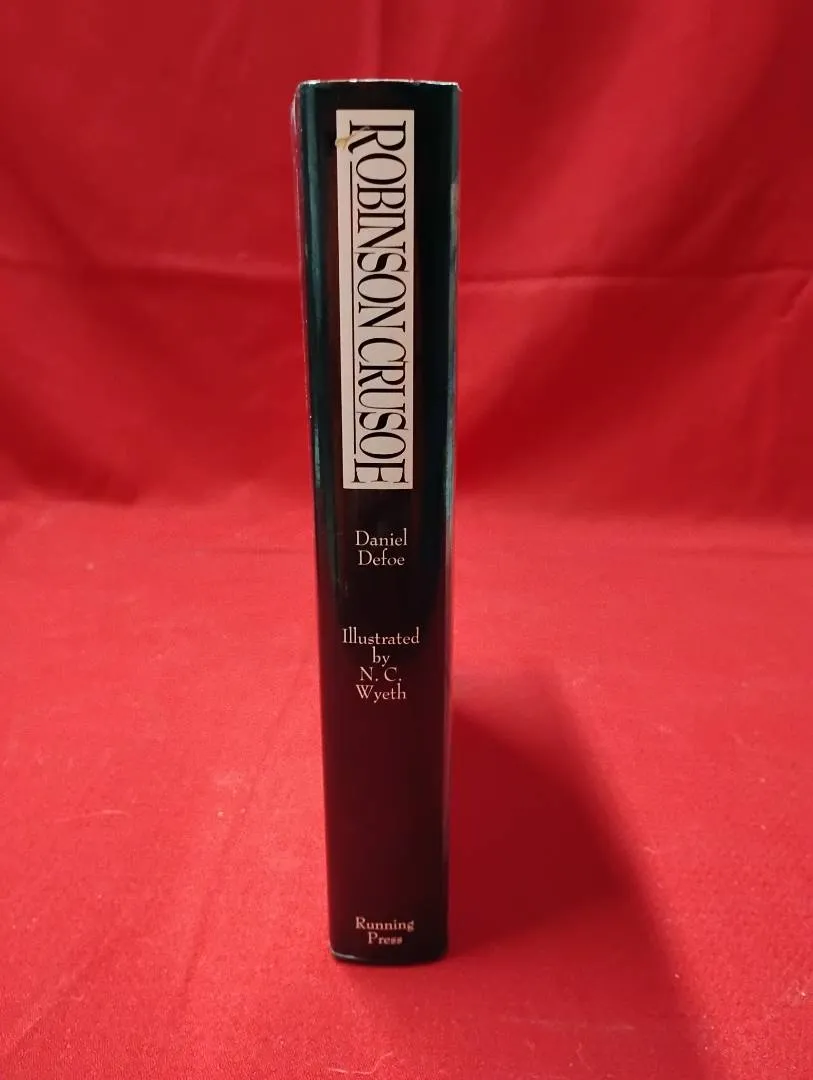 ROBINSON CRUSOE
Daniel
Defoe
Illustrated
by
N. C.
Wyeth
Running
Press